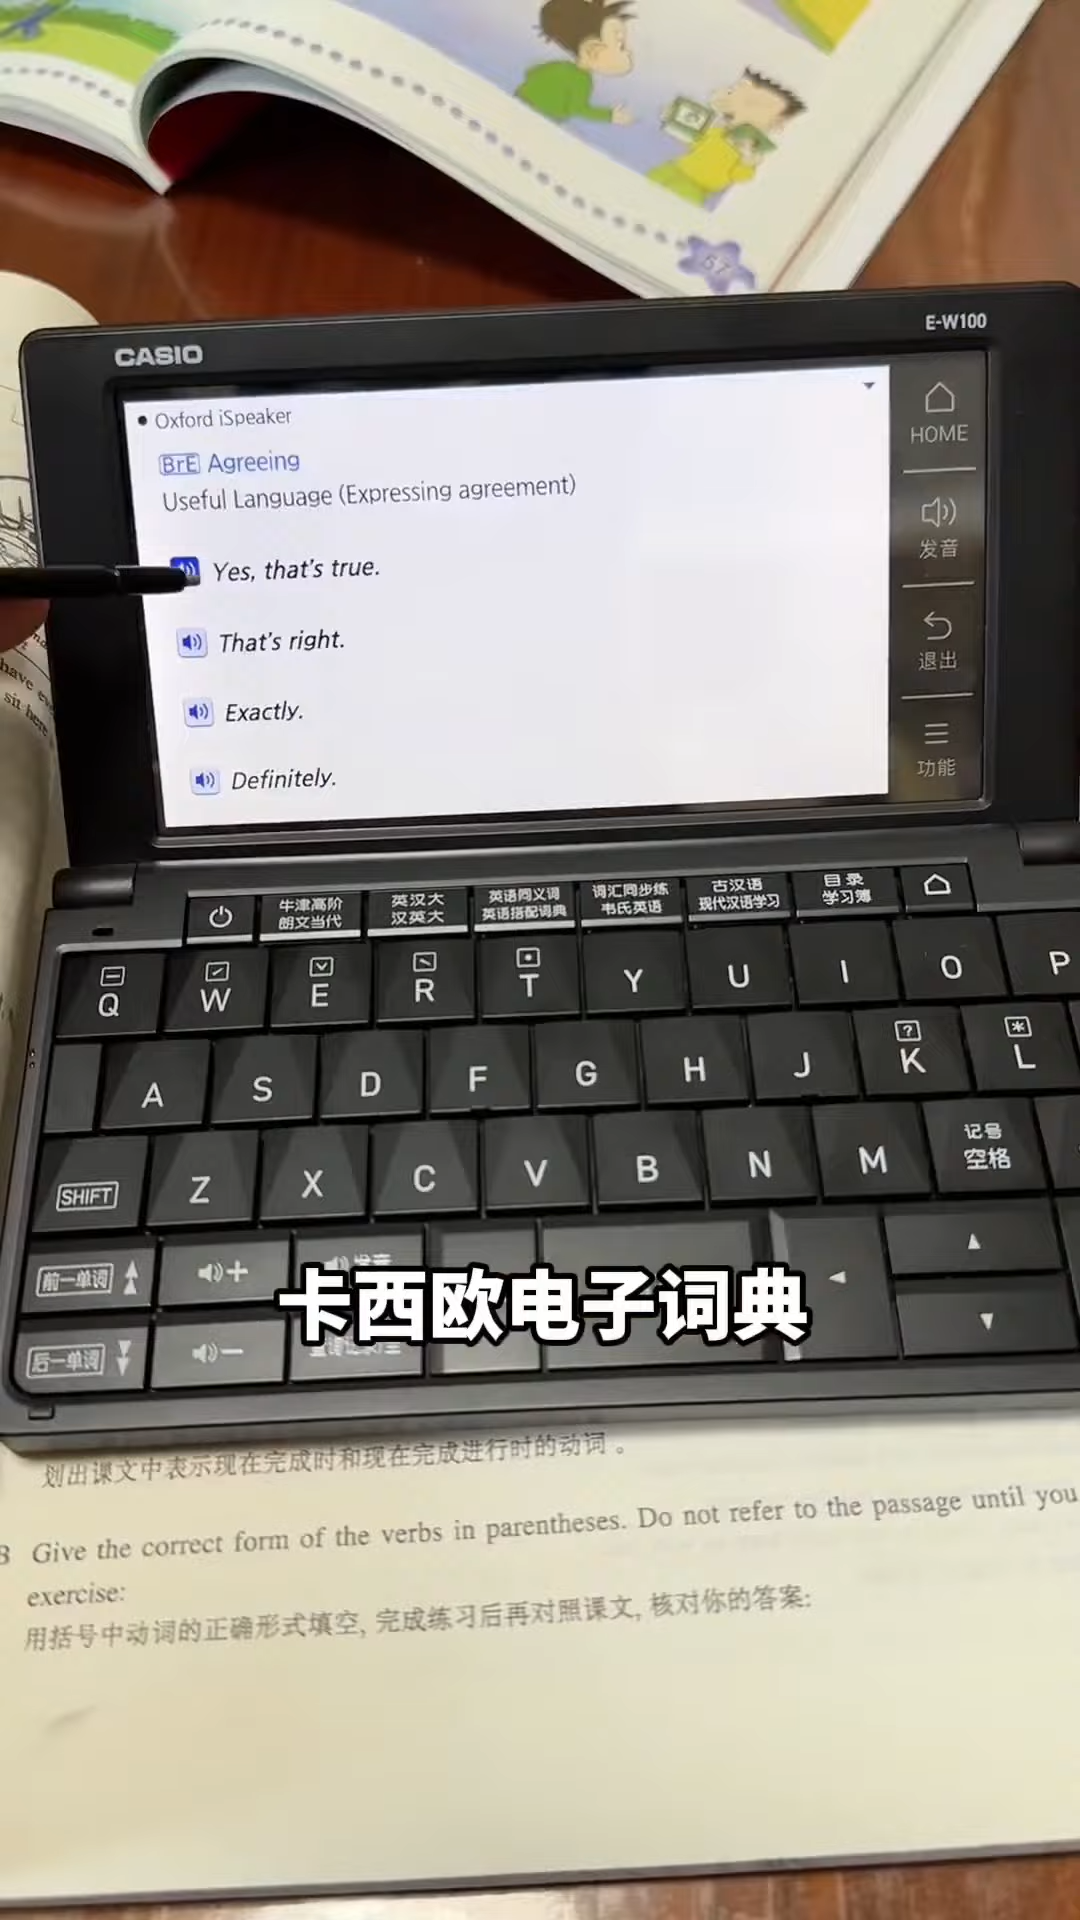 67
E-W100
CASIO
Oxford iSpeaker
BrE Agreeing
Useful Language (Expressing agreement)
Yes, that's true.
That's right.
Exactly.
Definitely.
HOME
发音
退出
功能
have
sit here
牛津高阶
朗文当代
英汉大
汉英大
英语同义词
英语搭配词典
词汇同步练
韦氏英语
古汉语
现代汉语学习
目录
学习簿
Q W E R T Y U I O P
A S D F G H J K L
SHIFT Z X C V B N M 记号
空格
前一单词
后一单词
卡西欧电子词典
划出课文中表示现在完成时和现在完成进行时的动词。
B Give the correct form of the verbs in parentheses. Do not refer to the passage until you
exercise:
用括号中动词的正确形式填空, 完成练习后再对照课文, 核对你的答案: